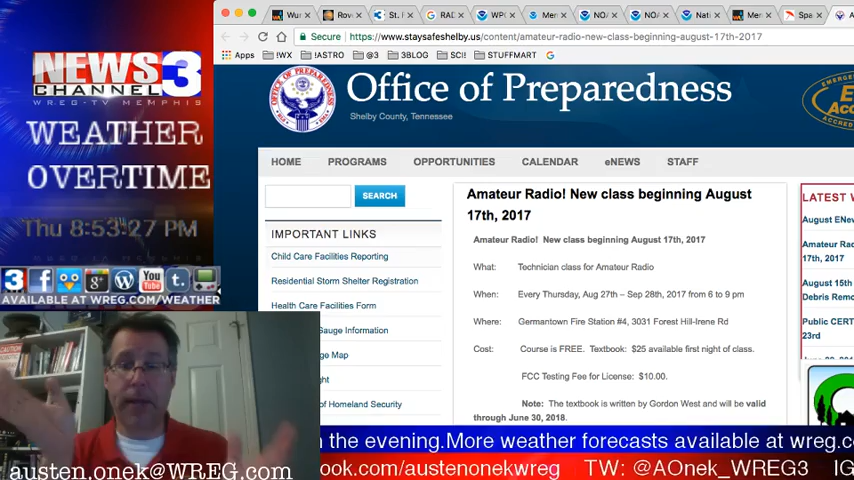 NEWS
CHANNEL 3
WREG-TV MEMPHIS
WEATHER
OVERTIME
Thu 8:53:27 PM
AVAILABLE AT WREG.COM/WEATHER
austen.onek@WREG.com
Secure https://www.staysafeshelby.us/content/amateur-radio-new-class-beginning-august-17th-2017
Apps !WX !ASTRO @3 3BLOG SCI! STUFFMART
Office of Preparedness
Shelby County, Tennessee
HOME PROGRAMS OPPORTUNITIES CALENDAR eNEWS STAFF
SEARCH
IMPORTANT LINKS
Child Care Facilities Reporting
Residential Storm Shelter Registration
Health Care Facilities Form
Gauge Information
ge Map
ght
of Homeland Security
Amateur Radio! New class beginning August
17th, 2017
Amateur Radio! New class beginning August 17th, 2017
What: Technician class for Amateur Radio
When: Every Thursday, Aug 27th – Sep 28th, 2017 from 6 to 9 pm
Where: Germantown Fire Station #4, 3031 Forest Hill-Irene Rd
Cost: Course is FREE. Textbook: $25 available first night of class.
FCC Testing Fee for License: $10.00.
Note: The textbook is written by Gordon West and will be valid
through June 30, 2018.
LATEST
August ENew
Amateur Rad
17th, 2017
August 15th
Debris Remo
Public CERT
23rd
n the evening.More weather forecasts available at wreg.c
ook.com/austenonekwreg TW: @AOnek_WREG3 IG